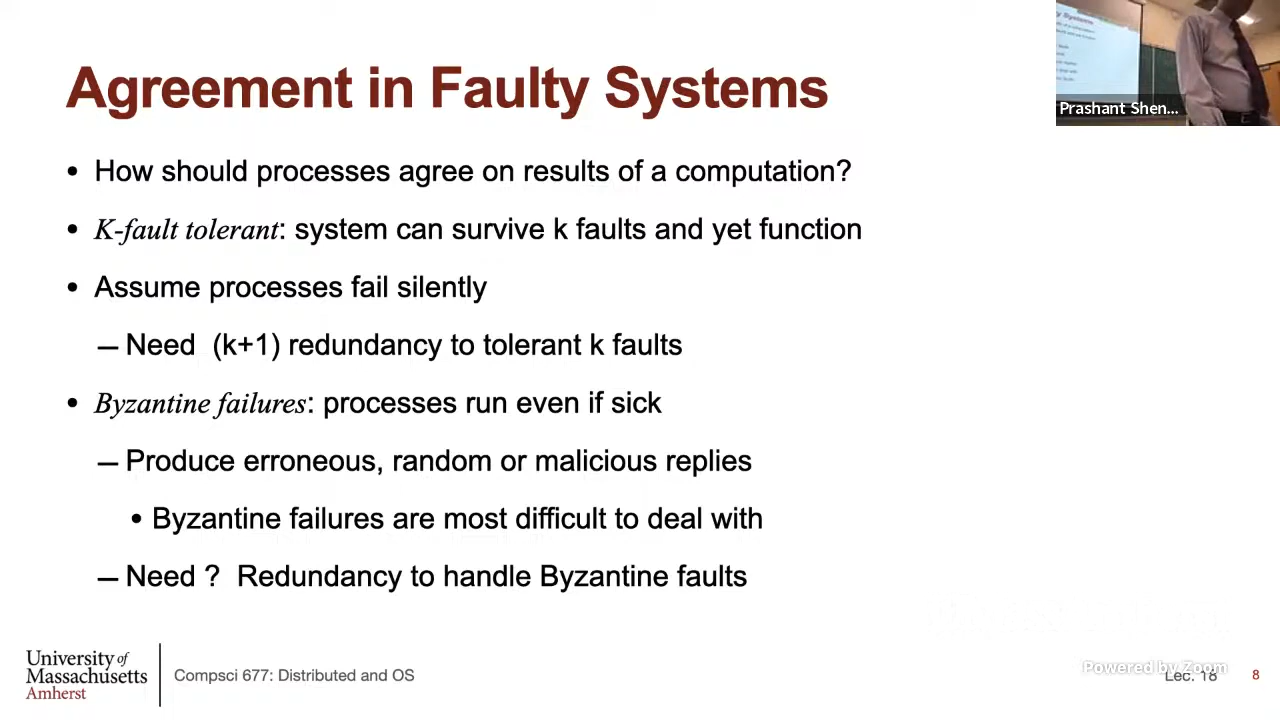 Agreement in Faulty Systems
Prashant Shen...
• How should processes agree on results of a computation?
• K-fault tolerant: system can survive k faults and yet function
• Assume processes fail silently
– Need (k+1) redundancy to tolerant k faults
• Byzantine failures: processes run even if sick
– Produce erroneous, random or malicious replies
• Byzantine failures are most difficult to deal with
– Need ? Redundancy to handle Byzantine faults
University of
Massachusetts
Amherst
Compsci 677: Distributed and OS
Powered by Zoom
Lec. 18
8